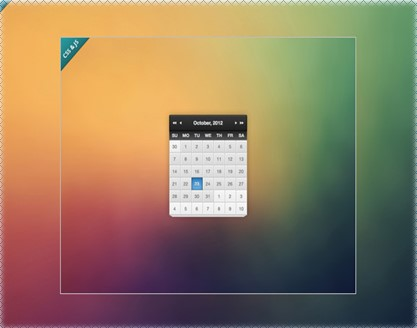 CSS & JS
◂◂ ◂ October, 2012 ▸ ▸▸
SU MO TU WE TH FR SA
30 1 2 3 4 5 6
7 8 9 10 11 12 13
14 15 16 17 18 19 20
21 22 23 24 25 26 27
28 29 30 31 1 2 3
4 5 6 7 8 9 10